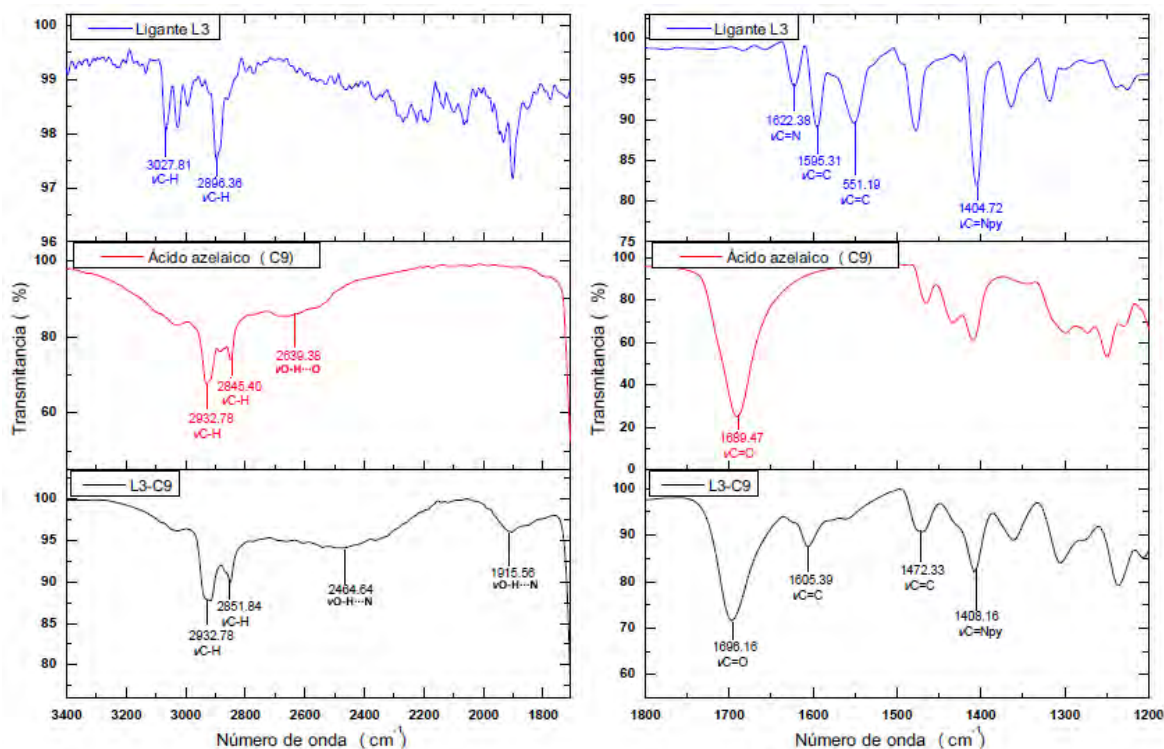 Ligante L3
100
99
98
97
96
3027.81
νC-H
2896.36
νC-H
Ácido azelaico ( C9)
100
80
60
Transmitancia ( %)
2932.78
νC-H
2845.40
νC-H
2639.38
νO-H···O
L3-C9
100
95
90
85
80
2932.78
νC-H
2851.84
νC-H
2464.64
νO-H···N
1915.56
νO-H···N
3400 3200 3000 2800 2600 2400 2200 2000 1800
Número de onda ( cm-1)
Ligante L3
100
95
90
85
80
75
1622.38
νC=N
1595.31
νC=C
551.19
νC=C
1404.72
νC=Npy
Ácido azelaico ( C9)
100
80
60
40
20
0
Transmitancia ( %)
1689.47
νC=O
L3-C9
100
90
80
70
60
1696.16
νC=O
1605.39
νC=C
1472.33
νC=C
1408.16
νC=Npy
1800 1700 1600 1500 1400 1300 1200
Número de onda ( cm-1)